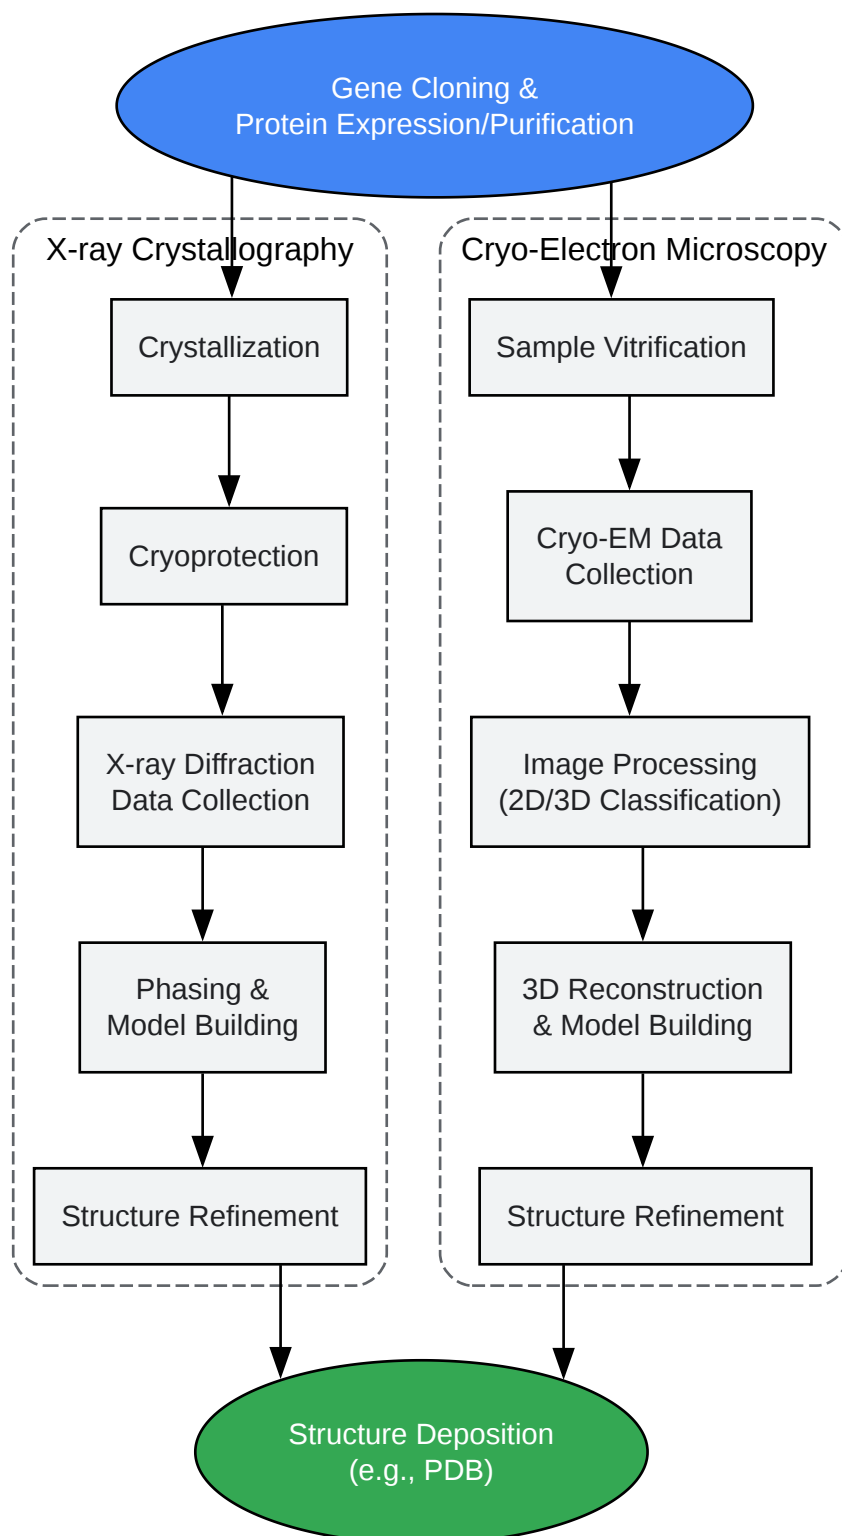 Gene Cloning &
Protein Expression/Purification
X-ray Crystallography
Crystallization
Cryoprotection
X-ray Diffraction
Data Collection
Phasing &
Model Building
Structure Refinement
Cryo-Electron Microscopy
Sample Vitrification
Cryo-EM Data
Collection
Image Processing
(2D/3D Classification)
3D Reconstruction
& Model Building
Structure Refinement
Structure Deposition
(e.g., PDB)